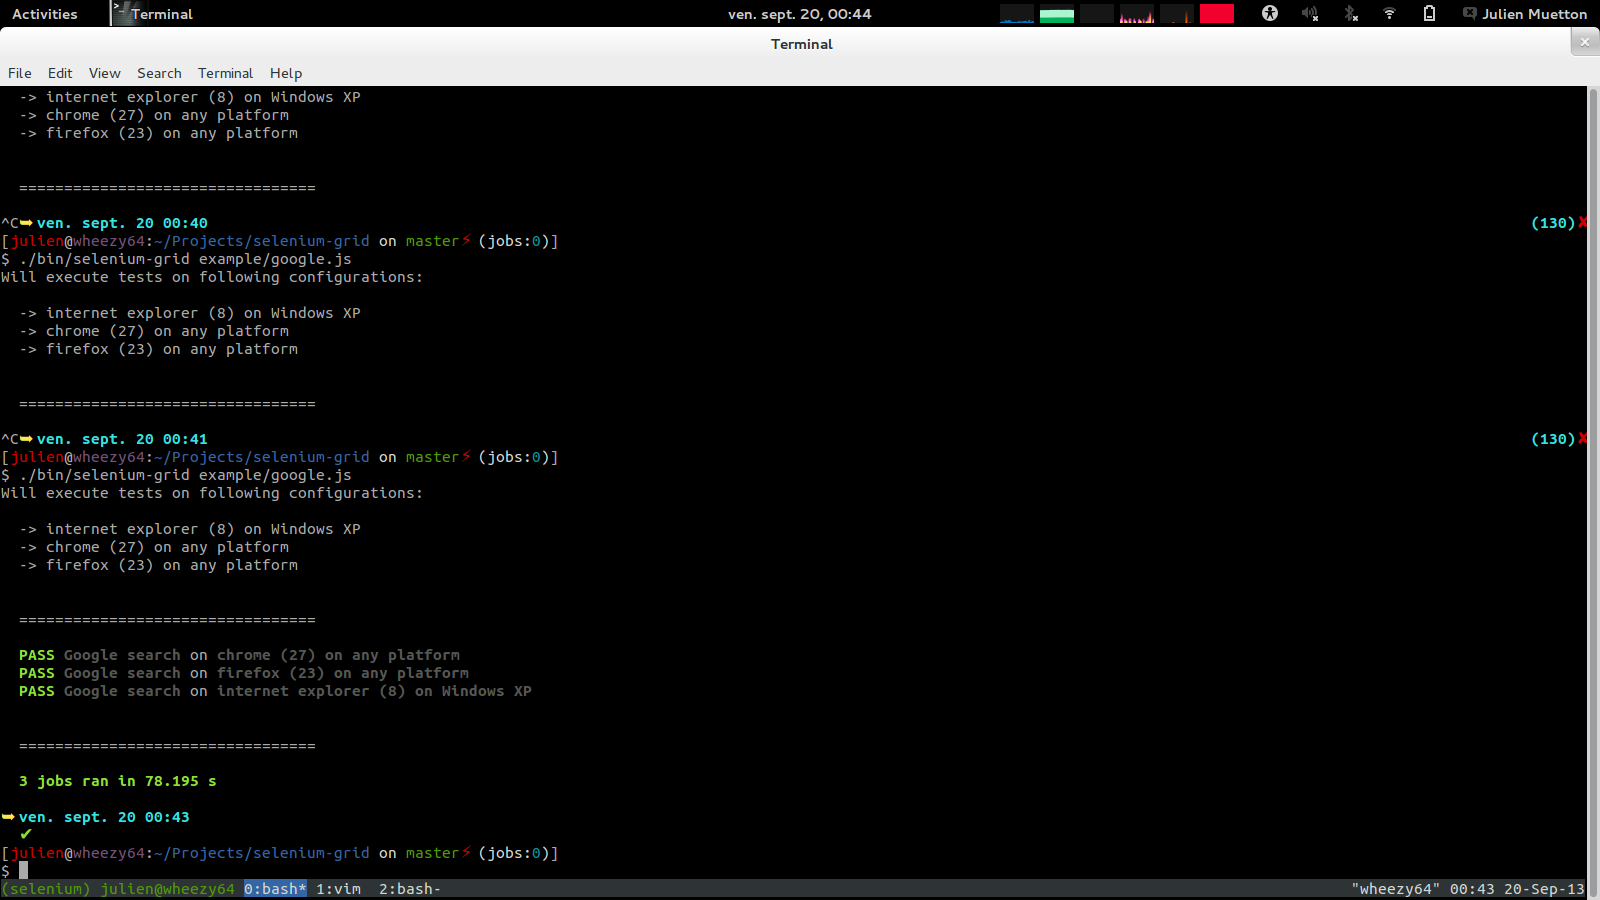 Activities Terminal ven. sept. 20, 00:44 Julien Muetton
Terminal
File Edit View Search Terminal Help
-> internet explorer (8) on Windows XP
-> chrome (27) on any platform
-> firefox (23) on any platform
=================================
^C➥ven. sept. 20 00:40 (130)✘
[julien@wheezy64:~/Projects/selenium-grid on master⚡(jobs:0)]
$ ./bin/selenium-grid example/google.js
Will execute tests on following configurations:
-> internet explorer (8) on Windows XP
-> chrome (27) on any platform
-> firefox (23) on any platform
=================================
^C➥ven. sept. 20 00:41 (130)✘
[julien@wheezy64:~/Projects/selenium-grid on master⚡(jobs:0)]
$ ./bin/selenium-grid example/google.js
Will execute tests on following configurations:
-> internet explorer (8) on Windows XP
-> chrome (27) on any platform
-> firefox (23) on any platform
=================================
PASS Google search on chrome (27) on any platform
PASS Google search on firefox (23) on any platform
PASS Google search on internet explorer (8) on Windows XP
=================================
3 jobs ran in 78.195 s
➥ven. sept. 20 00:43
✔
[julien@wheezy64:~/Projects/selenium-grid on master⚡(jobs:0)]
$
(selenium) julien@wheezy64 0:bash* 1:vim 2:bash- "wheezy64" 00:43 20-Sep-13